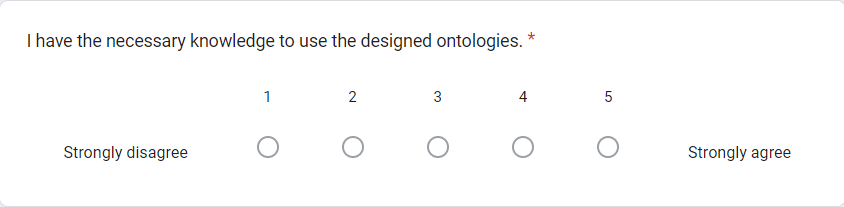 I have the necessary knowledge to use the designed ontologies. *
1 2 3 4 5
Strongly disagree Strongly agree